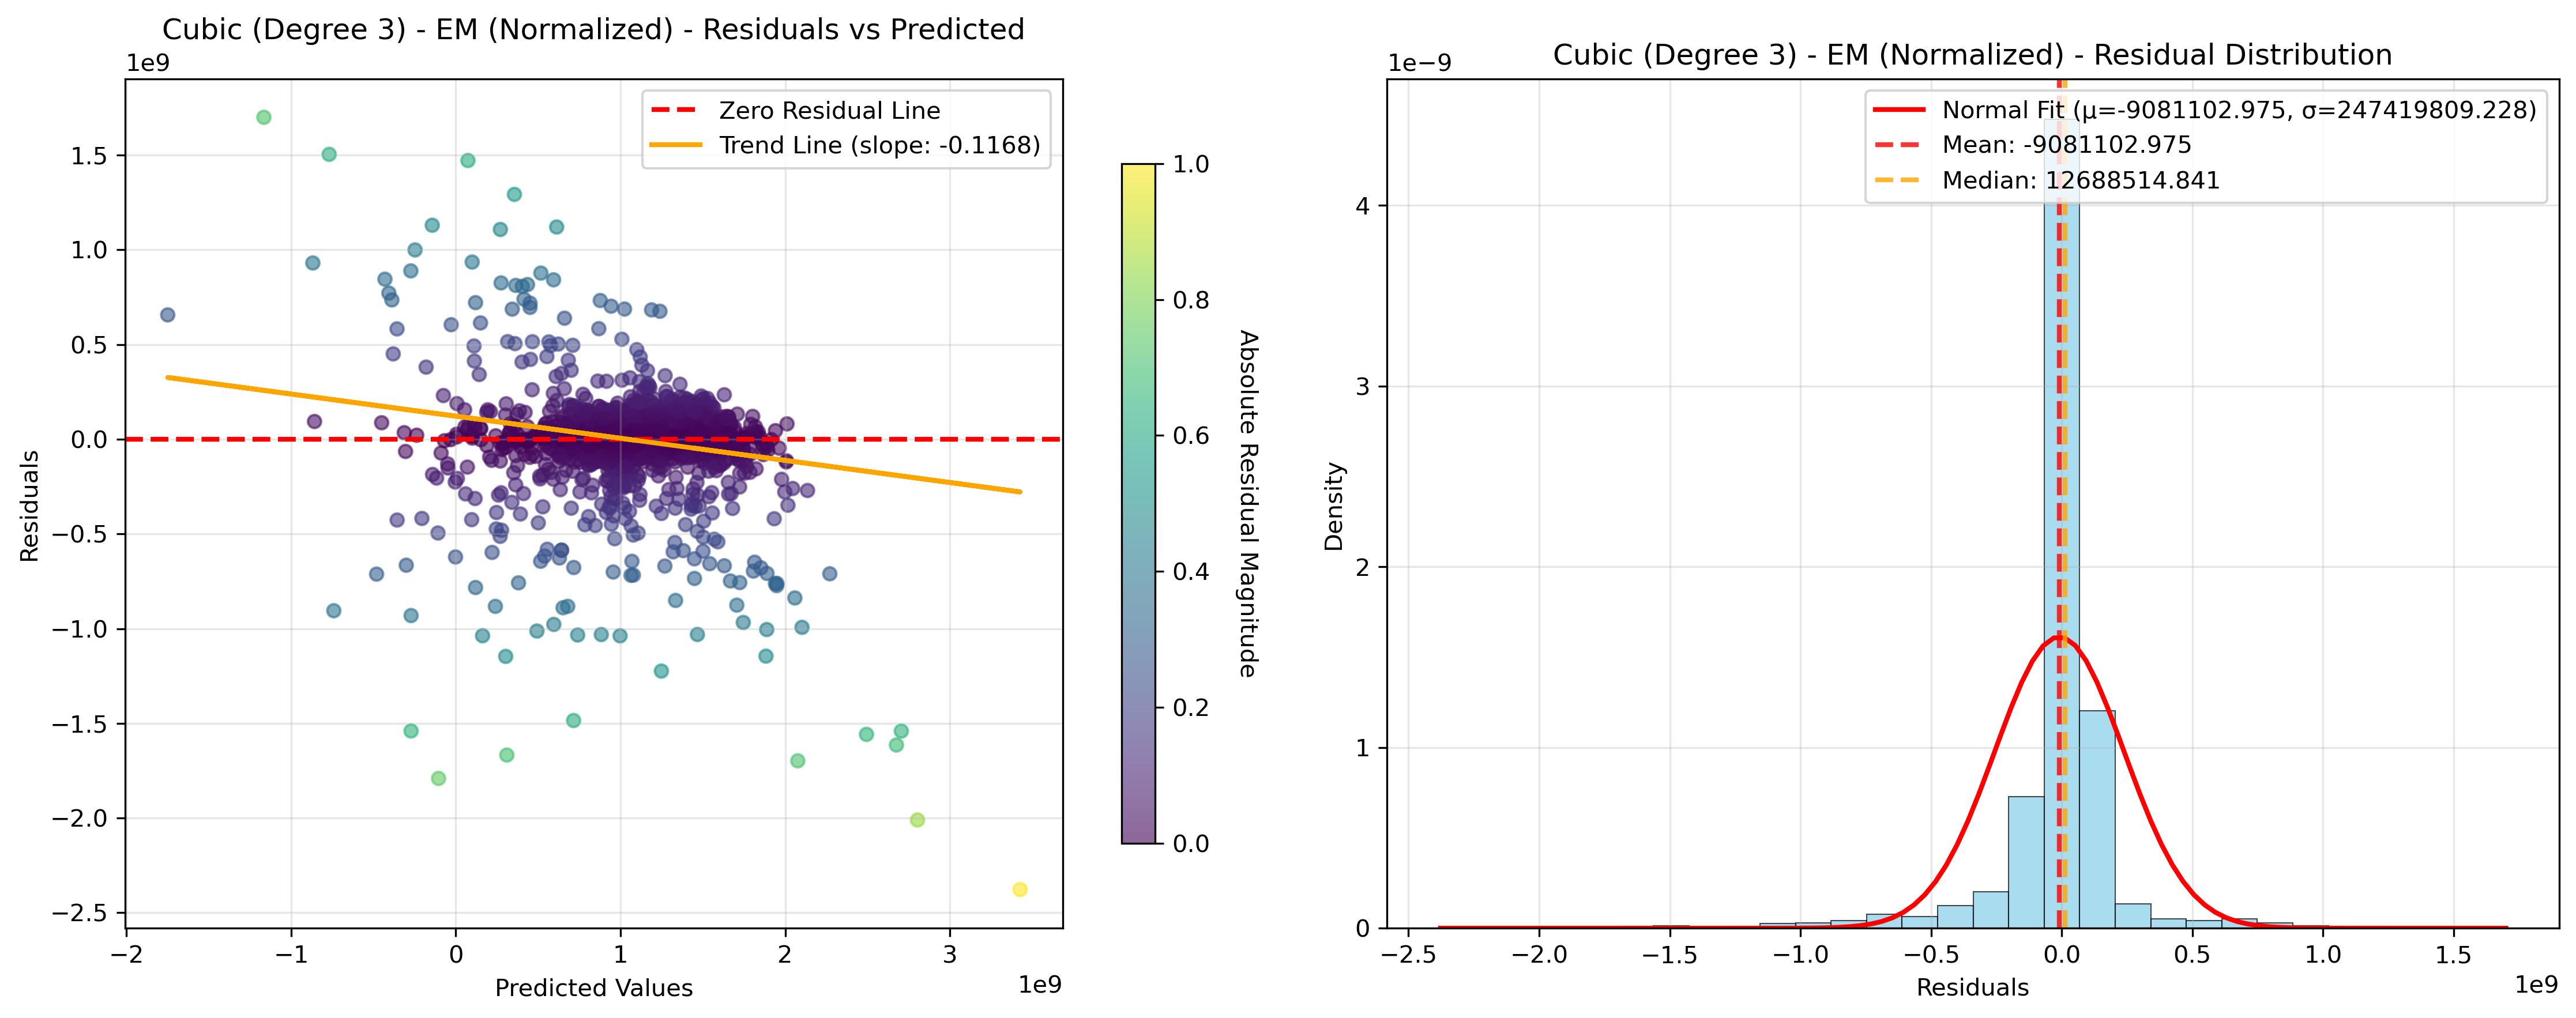 Cubic (Degree 3) - EM (Normalized) - Residuals vs Predicted
1e9
Zero Residual Line
Trend Line (slope: -0.1168)
1.5
1.0
0.5
0.0
−0.5
−1.0
−1.5
−2.0
−2.5
Residuals
−2
−1
0
1
2
3
1e9
Predicted Values
1.0
0.8
0.6
0.4
0.2
0.0
Absolute Residual Magnitude
Cubic (Degree 3) - EM (Normalized) - Residual Distribution
1e−9
Normal Fit (μ=-9081102.975, σ=247419809.228)
Mean: -9081102.975
Median: 12688514.841
4
3
2
1
0
Density
−2.5
−2.0
−1.5
−1.0
−0.5
0.0
0.5
1.0
1.5
1e9
Residuals